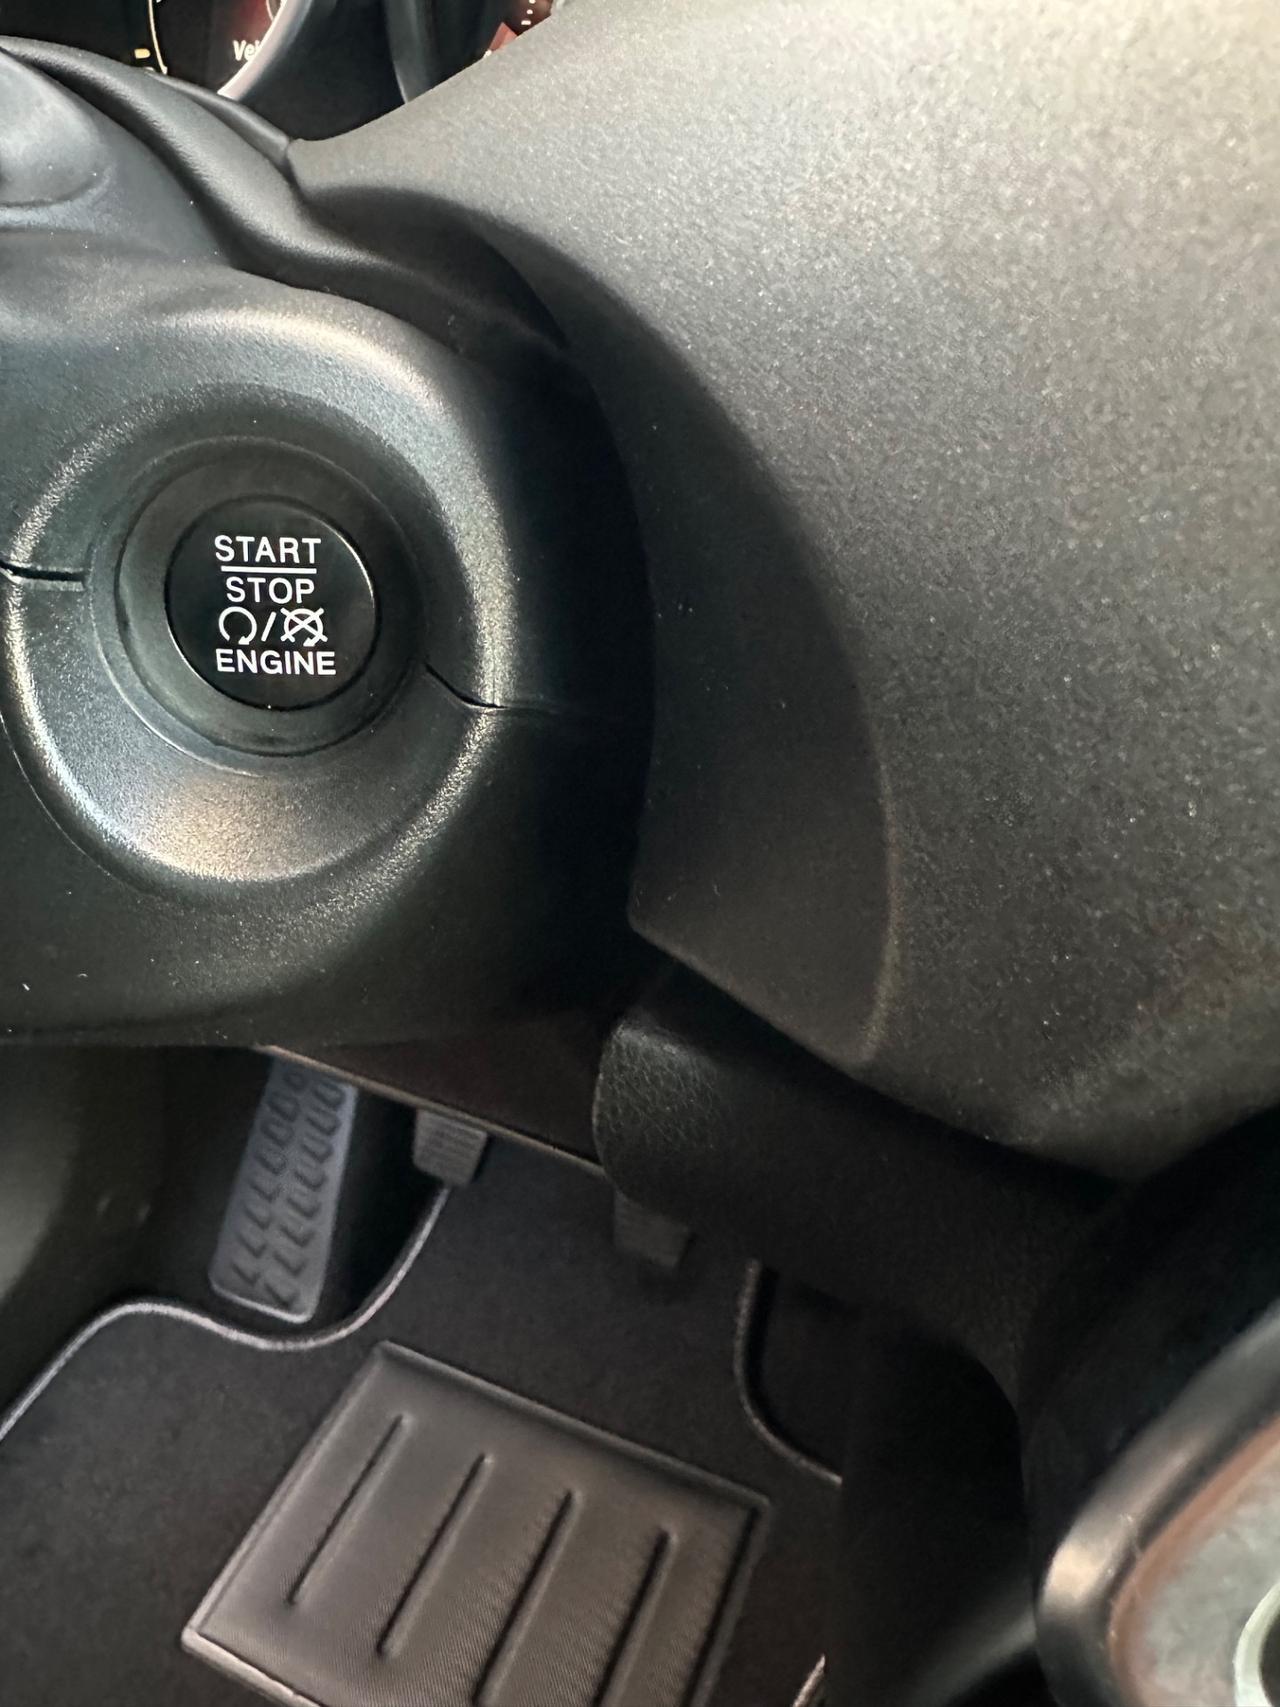 START
STOP
/
ENGINE